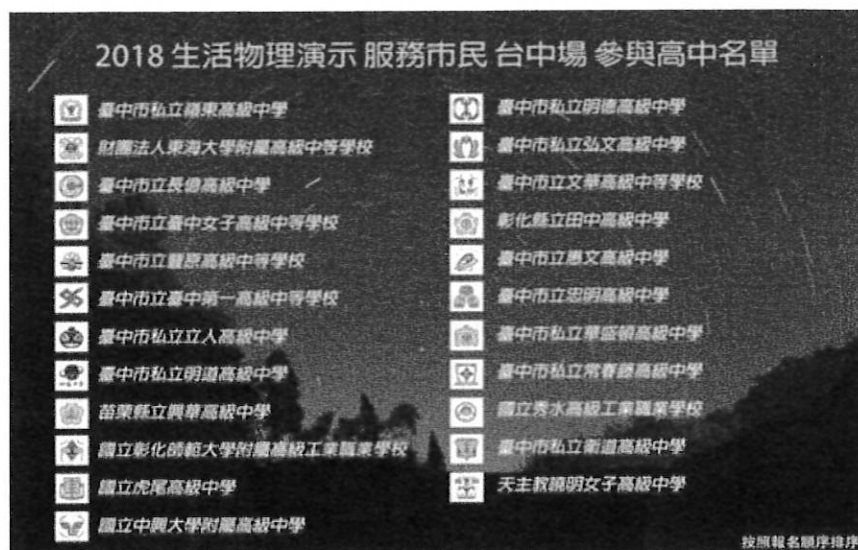 2018 生活物理演示 服務市民 台中場 參與高中名單
臺中市私立嶺東高級中學
財團法人東海大學附屬高級中等學校
臺中市立長億高級中學
臺中市立臺中女子高級中等學校
臺中市立豐原高級中等學校
臺中市立臺中第一高級中等學校
臺中市私立立人高級中學
臺中市私立明道高級中學
苗栗縣立興華高級中學
國立彰化師範大學附屬高級工業職業學校
國立虎尾高級中學
國立中興大學附屬高級中學
臺中市私立明德高級中學
臺中市私立弘文高級中學
臺中市立文華高級中等學校
彰化縣立田中高級中學
臺中市立惠文高級中學
臺中市立忠明高級中學
臺中市私立華盛頓高級中學
臺中市私立常春藤高級中學
國立秀水高級工業職業學校
臺中市私立衛道高級中學
天主教曉明女子高級中學
按照報名順序排序